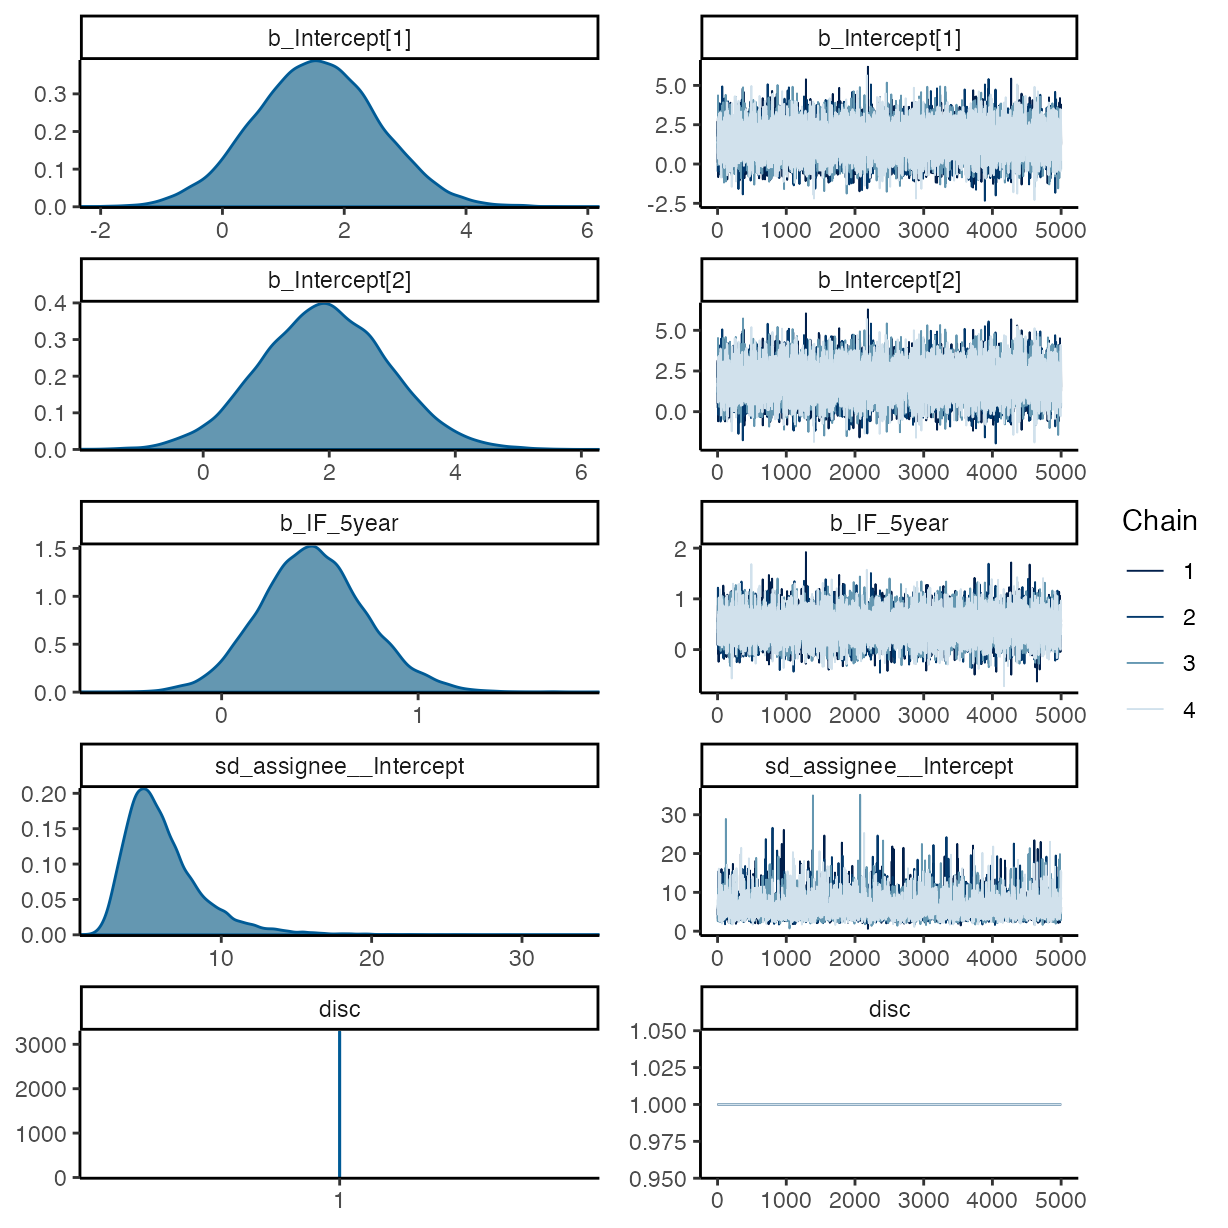 b_Intercept[1]
0.3
0.2
0.1
0.0
-2 0 2 4 6
b_Intercept[1]
5.0
2.5
0.0
-2.5
0 1000 2000 3000 4000 5000
b_Intercept[2]
0.4
0.3
0.2
0.1
0.0
0 2 4 6
b_Intercept[2]
5.0
2.5
0.0
0 1000 2000 3000 4000 5000
b_IF_5year
1.5
1.0
0.5
0.0
0 1
b_IF_5year
2
1
0
0 1000 2000 3000 4000 5000
sd_assignee__Intercept
0.20
0.15
0.10
0.05
0.00
10 20 30
sd_assignee__Intercept
30
20
10
0
0 1000 2000 3000 4000 5000
disc
3000
2000
1000
0
1
disc
1.050
1.025
1.000
0.975
0.950
0 1000 2000 3000 4000 5000
Chain
1
2
3
4